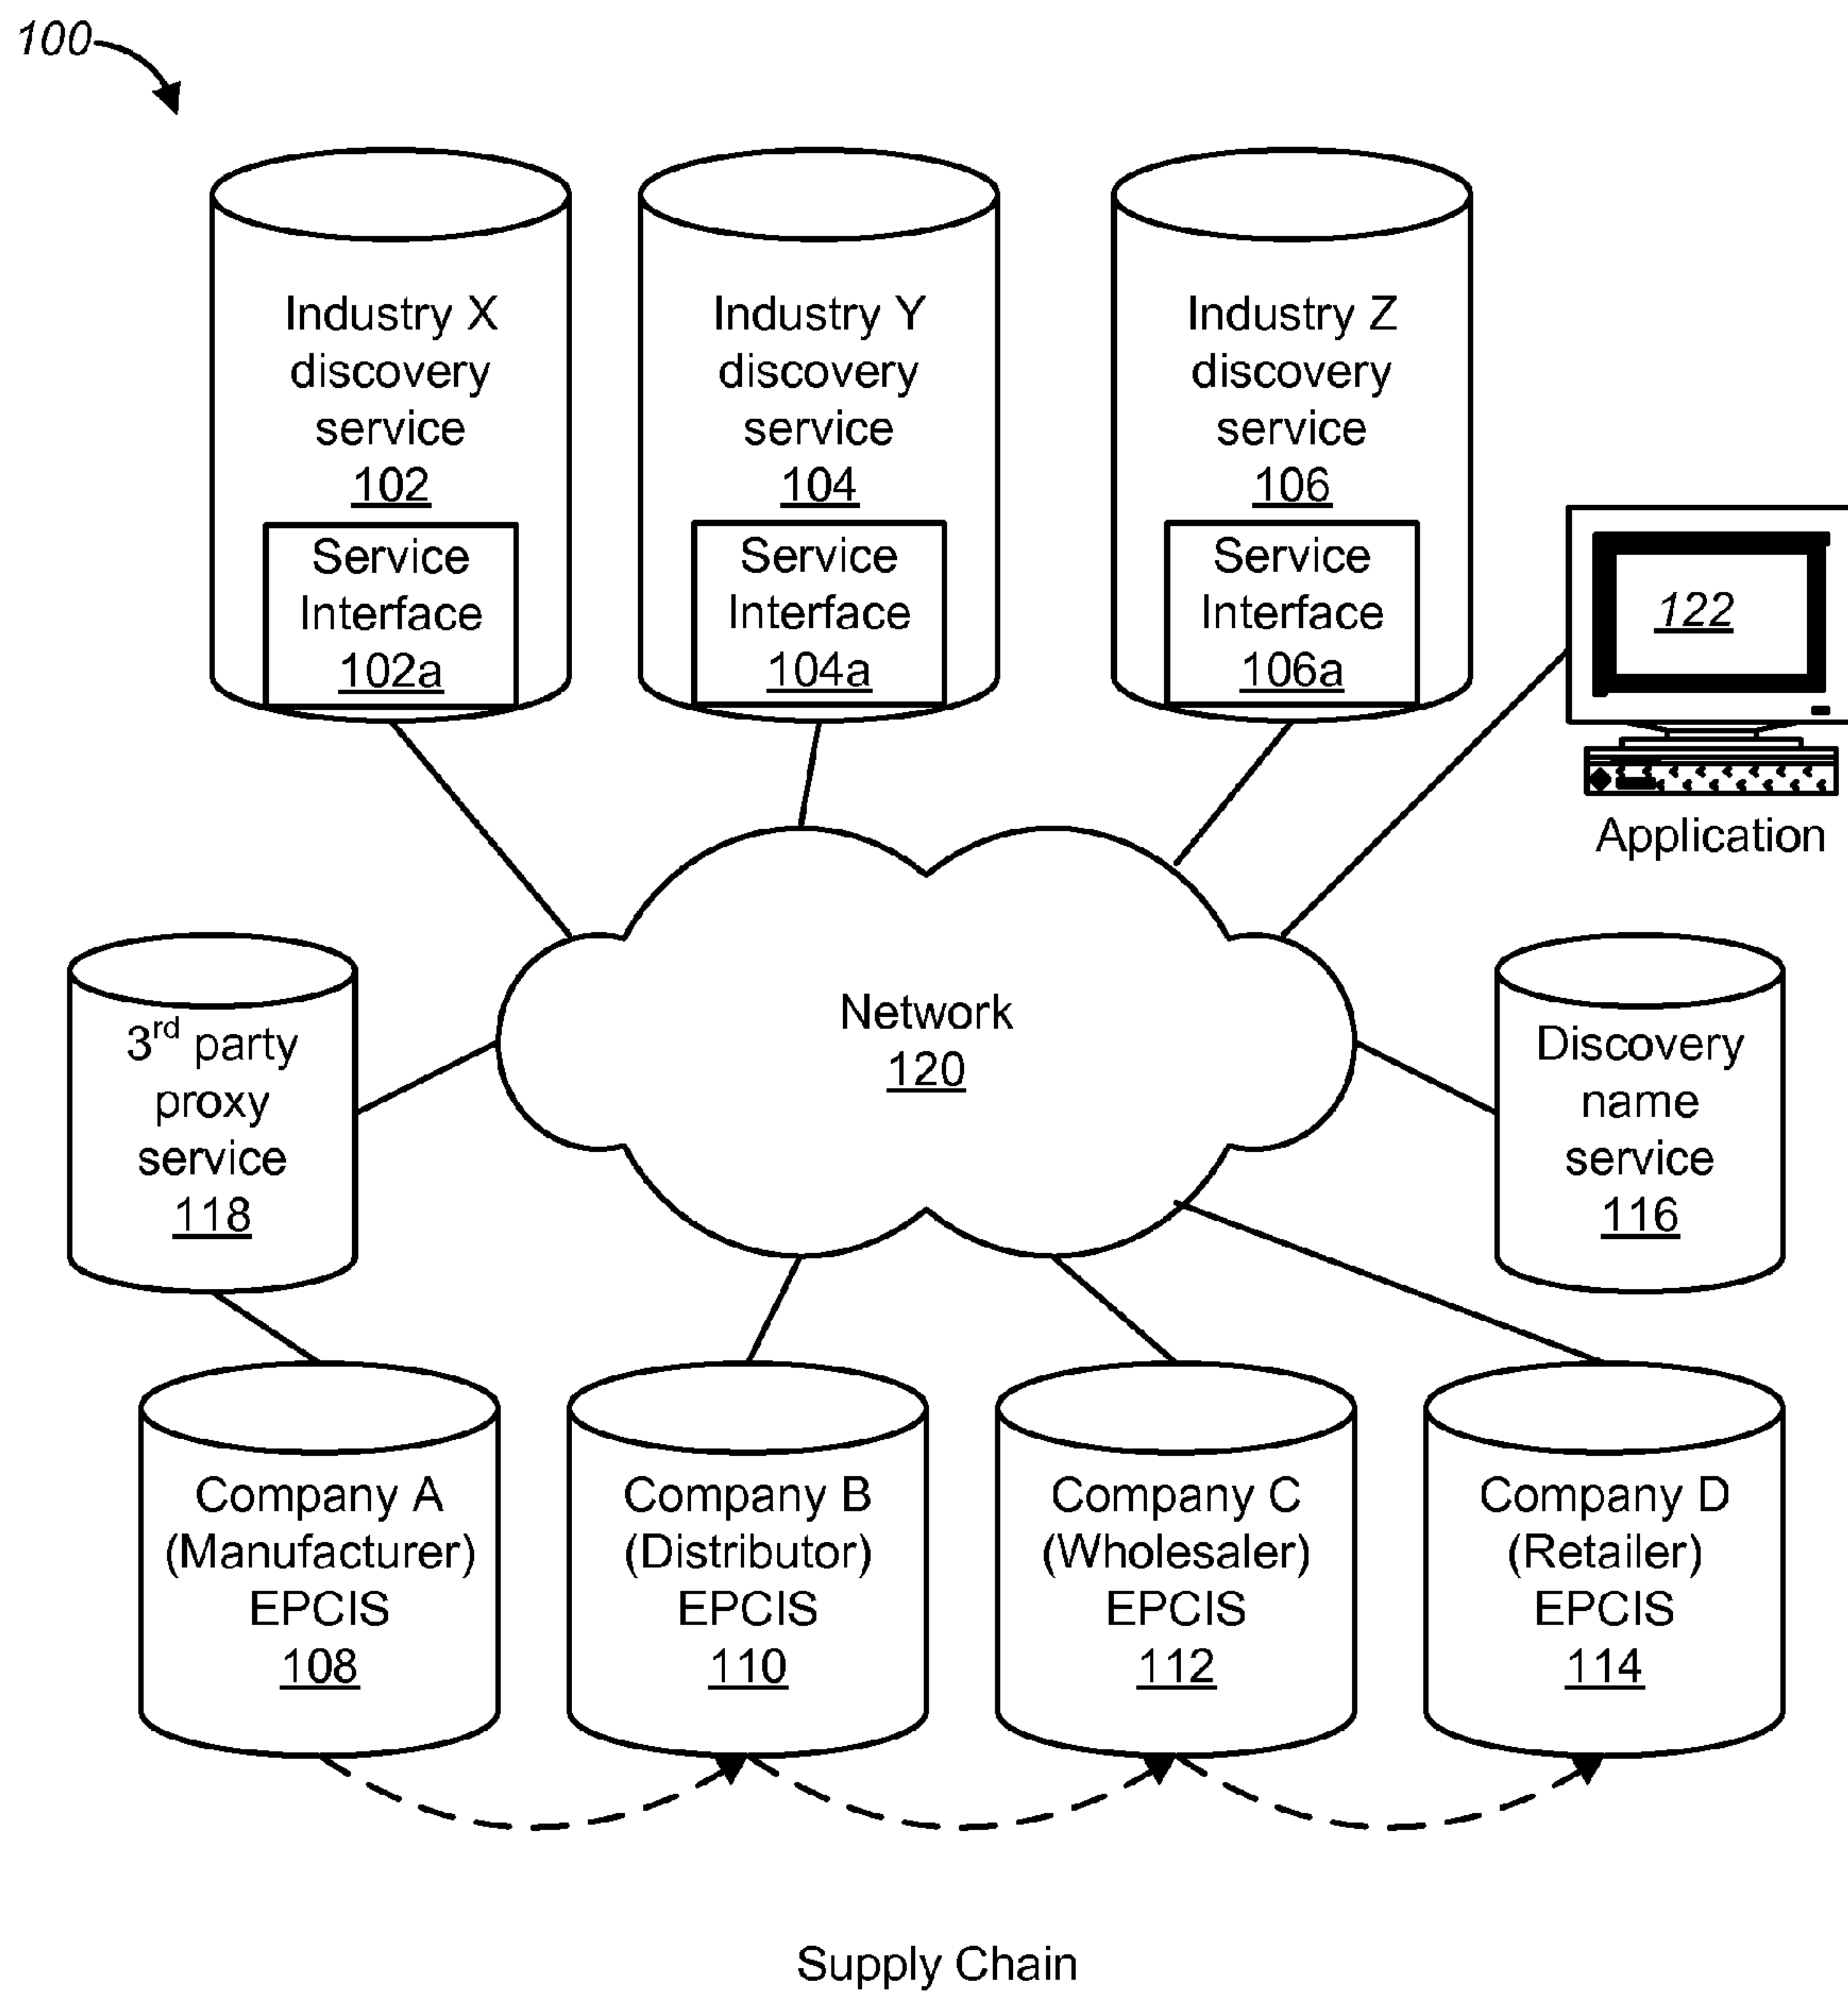 100
Industry X
discovery
service
102
Service
Interface
102a
Industry Y
discovery
service
104
Service
Interface
104a
Industry Z
discovery
service
106
Service
Interface
106a
122
Application
3rd party
proxy
service
118
Network
120
Discovery
name
service
116
Company A
(Manufacturer)
EPCIS
108
Company B
(Distributor)
EPCIS
110
Company C
(Wholesaler)
EPCIS
112
Company D
(Retailer)
EPCIS
114
Supply Chain